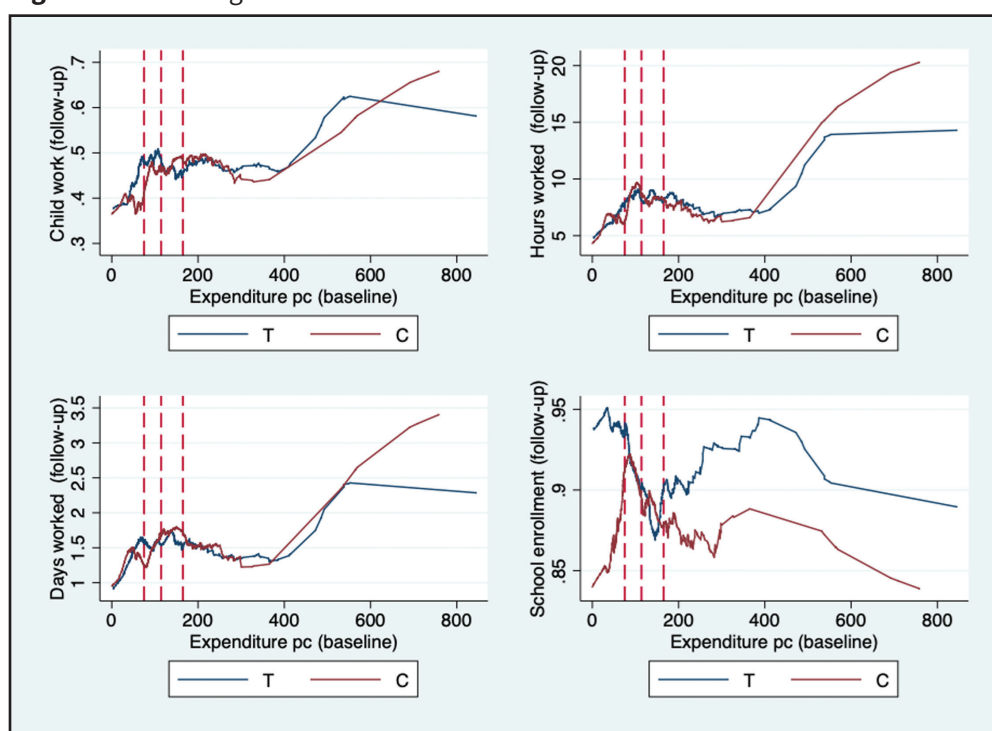 Child work (follow-up)
.7
.6
.5
.4
.3
0 200 400 600 800
Expenditure pc (baseline)
T C
Hours worked (follow-up)
20
15
10
5
0 200 400 600 800
Expenditure pc (baseline)
T C
Days worked (follow-up)
3.5
3
2.5
2
1.5
1
0 200 400 600 800
Expenditure pc (baseline)
T C
School enrollment (follow-up)
.95
.9
.85
0 200 400 600 800
Expenditure pc (baseline)
T C